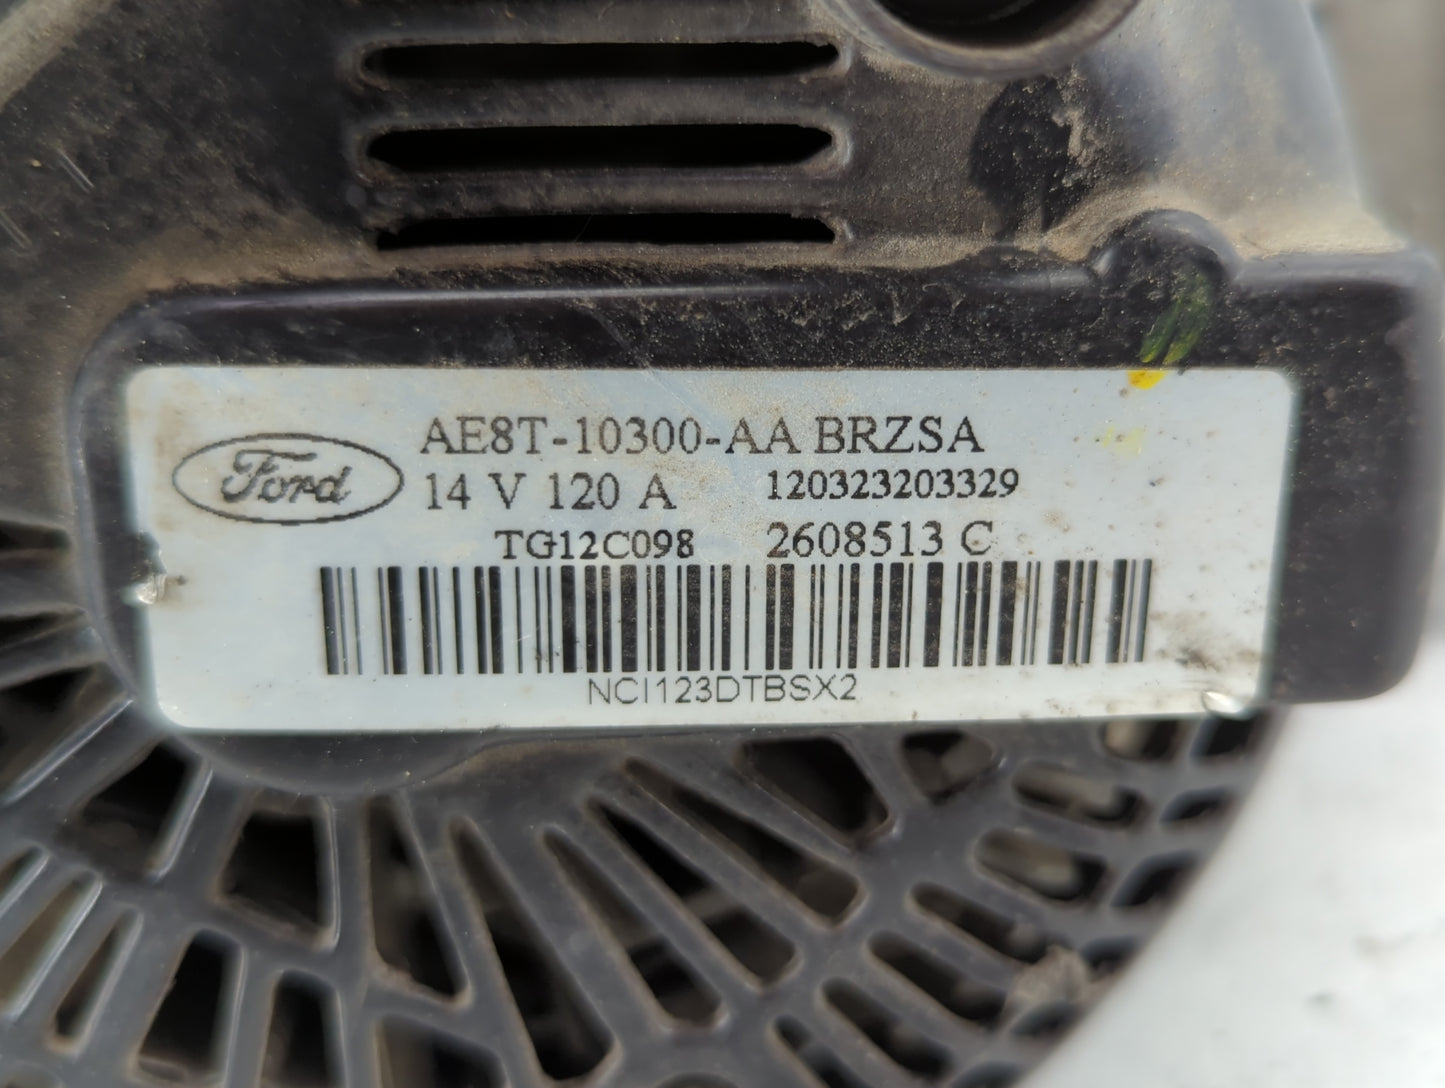 Ford
AE8T-10300-AA BRZSA
14 V 120 A 120323203329
TG12C098 2608513 C
NCI123DTBSX2